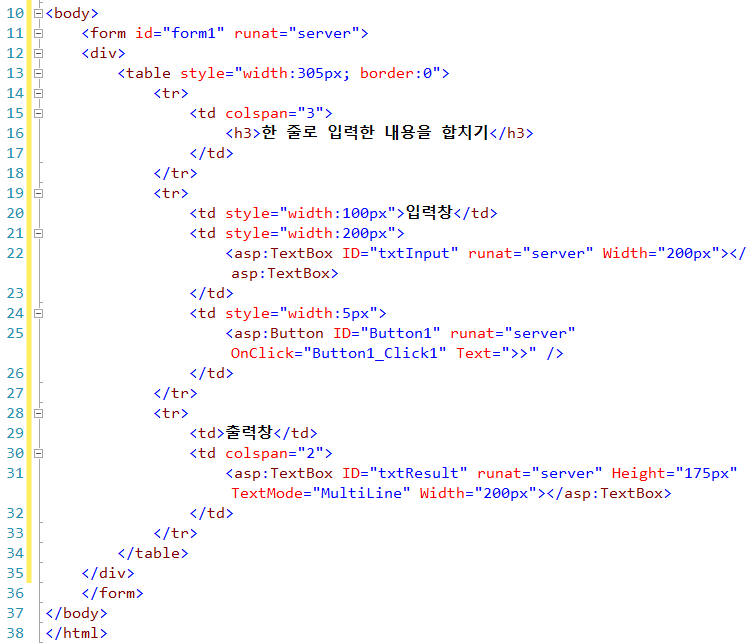 10 <body>
11 <form id="form1" runat="server">
12 <div>
13 <table style="width:305px; border:0">
14 <tr>
15 <td colspan="3">
16 <h3>한 줄로 입력한 내용을 합치기</h3>
17 </td>
18 </tr>
19 <tr>
20 <td style="width:100px">입력창</td>
21 <td style="width:200px">
22 <asp:TextBox ID="txtInput" runat="server" Width="200px"></
asp:TextBox>
23 </td>
24 <td style="width:5px">
25 <asp:Button ID="Button1" runat="server"
OnClick="Button1_Click1" Text=">>" />
26 </td>
27 </tr>
28 <tr>
29 <td>출력창</td>
30 <td colspan="2">
31 <asp:TextBox ID="txtResult" runat="server" Height="175px"
TextMode="MultiLine" Width="200px"></asp:TextBox>
32 </td>
33 </tr>
34 </table>
35 </div>
36 </form>
37 </body>
38 </html>